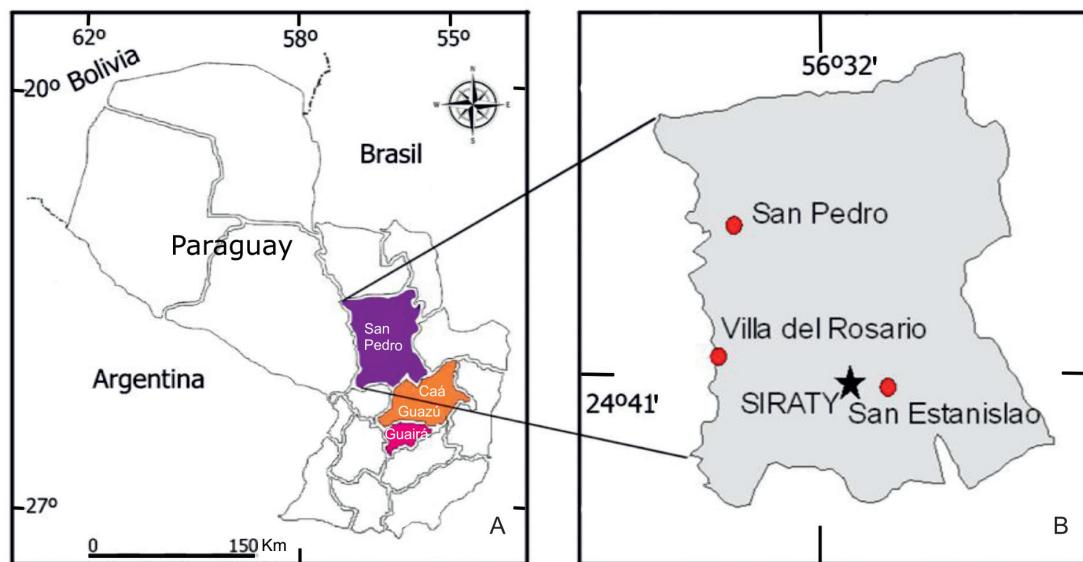 62º
58º
55º
20º
Bolivia
N
W
E
S
Brasil
Paraguay
San
Pedro
Argentina
Caá
Guazú
Guairá
27º
A
0
150 Km
56º32'
San Pedro
Villa del Rosario
24º41'
SIRATY
San Estanislao
B